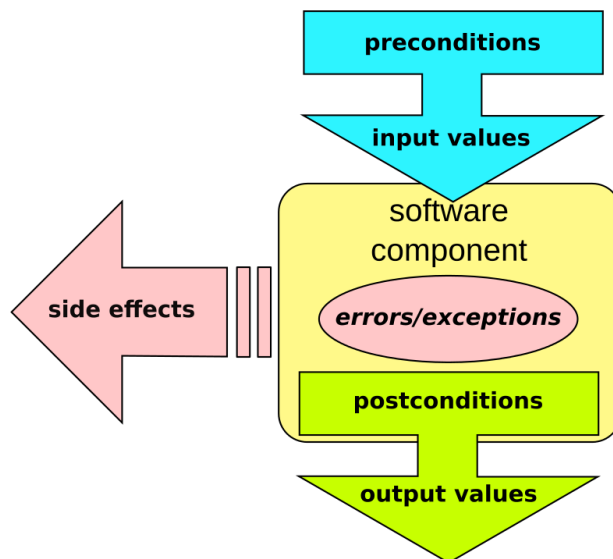 preconditions
input values
software
component
side effects
errors/exceptions
postconditions
output values